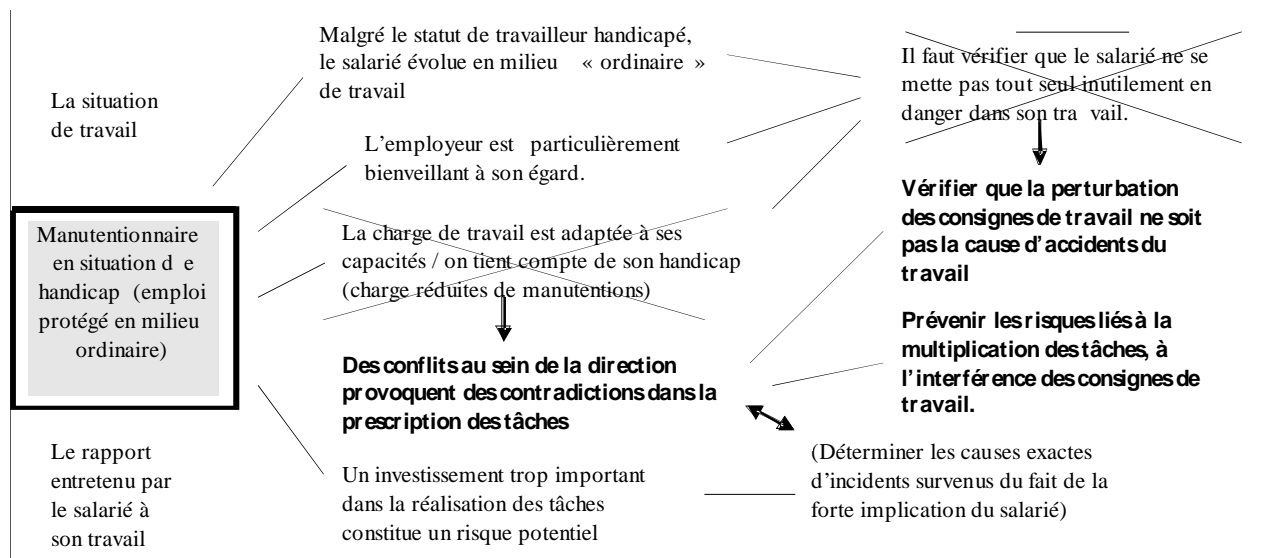 La situation
de travail
Manutentionnaire
en situation d e
handicap (emploi
protégé en milieu
ordinaire)
Le rapport
entretenu par
le salarié à
son travail
Malgré le statut de travailleur handicapé,
le salarié évolue en milieu « ordinaire »
de travail
L'employeur est particulièrement
bienveillant à son égard.
La charge de travail est adaptée à ses
capacités / on tient compte de son handicap
(charge réduites de manutentions)
Des conflits au sein de la direction
provoquent des contradictions dans la
prescription des tâches
Un investissement trop important
dans la réalisation des tâches
constitue un risque potentiel
Il faut vérifier que le salarié ne se
mette pas tout seul inutilement en
danger dans son tra vail.
Vérifier que la perturbation
des consignes de travail ne soit
pas la cause d'accidents du
travail
Prévenir les risques liés à la
multiplication des tâches, à
l'interférence des consignes de
travail.
(Déterminer les causes exactes
d'incidents survenus du fait de la
forte implication du salarié)